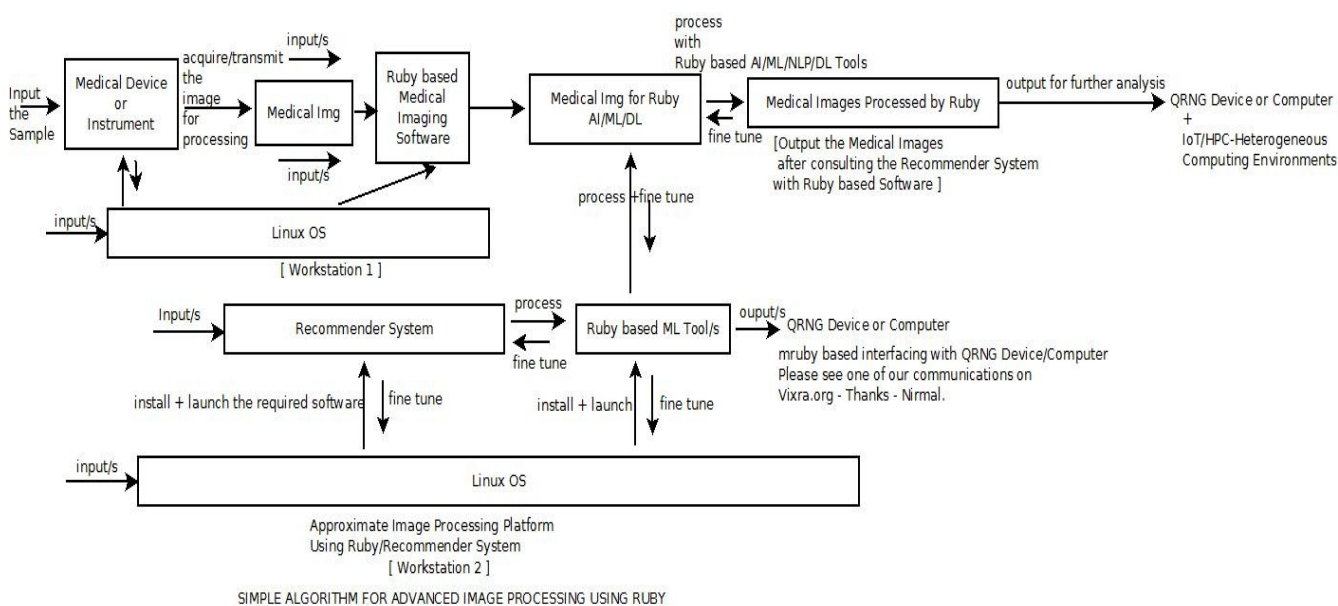 process
with
Ruby based AI/ML/NLP/DL Tools
input/s
acquire/transmit
the
image
for
processing
Input
the
Sample
Medical Device
or
Instrument
Medical Img
input/s
Ruby based
Medical
Imaging
Software
Medical Img for Ruby
AI/ML/DL
fine tune
Medical Images Processed by Ruby
[Output the Medical Images
after consulting the Recommender System
with Ruby based Software ]
output for further analysis
QRNG Device or Computer
+
IoT/HPC-Heterogeneous
Computing Environments
input/s
Linux OS
[ Workstation 1 ]
process +fine tune
Input/s
Recommender System
process
fine tune
Ruby based ML Tool/s
ouput/s
QRNG Device or Computer
mruby based interfacing with QRNG Device/Computer
Please see one of our communications on
Vixra.org - Thanks - Nirmal.
install + launch the required software
fine tune
install + launch
fine tune
input/s
Linux OS
Approximate Image Processing Platform
Using Ruby/Recommender System
[ Workstation 2 ]
SIMPLE ALGORITHM FOR ADVANCED IMAGE PROCESSING USING RUBY